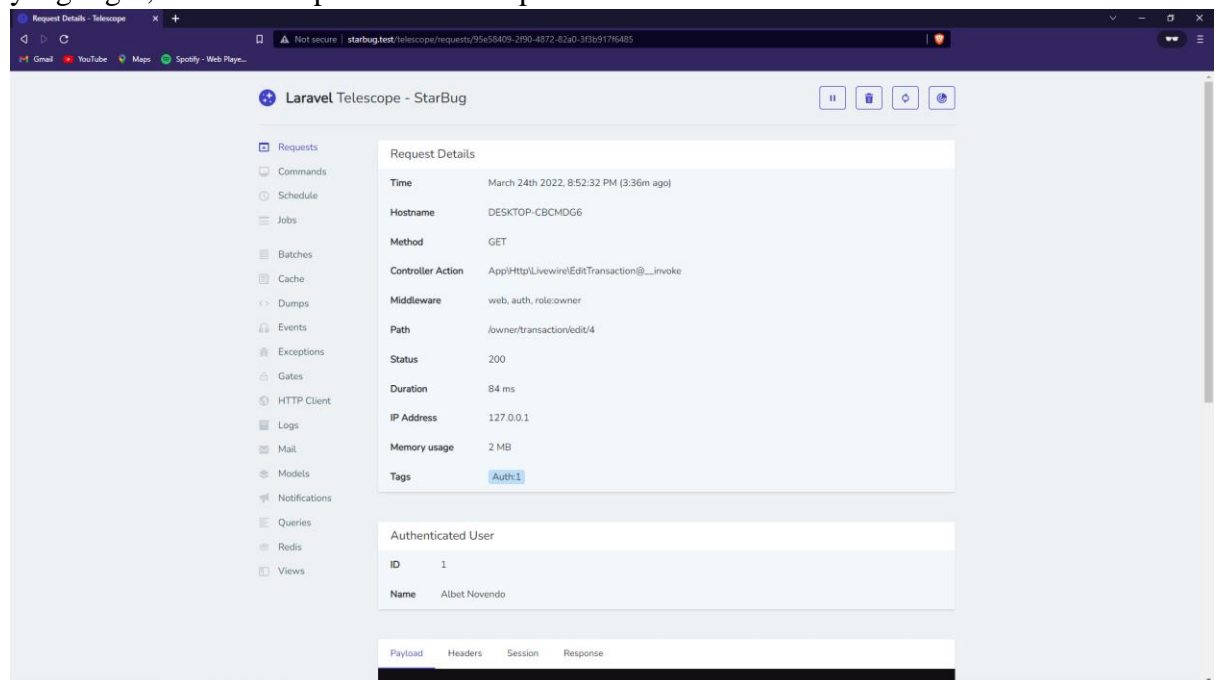 Request Details - Telescope
Not secure | starbug.test/telescope/requests/95e58409-2f90-4872-82a0-3f3b917f6485
Gmail YouTube Maps Spotify - Web Playe...
Laravel Telescope - StarBug
Requests
Commands
Schedule
Jobs
Batches
Cache
Dumps
Events
Exceptions
Gates
HTTP Client
Logs
Mail
Models
Notifications
Queries
Redis
Views
Request Details
Time March 24th 2022, 8:52:32 PM (3:36m ago)
Hostname DESKTOP-CBCMDG6
Method GET
Controller Action App\Http\Livewire\EditTransaction@__invoke
Middleware web, auth, role:owner
Path /owner/transaction/edit/4
Status 200
Duration 84 ms
IP Address 127.0.0.1
Memory usage 2 MB
Tags Auth:1
Authenticated User
ID 1
Name Albet Novendo
Payload Headers Session Response